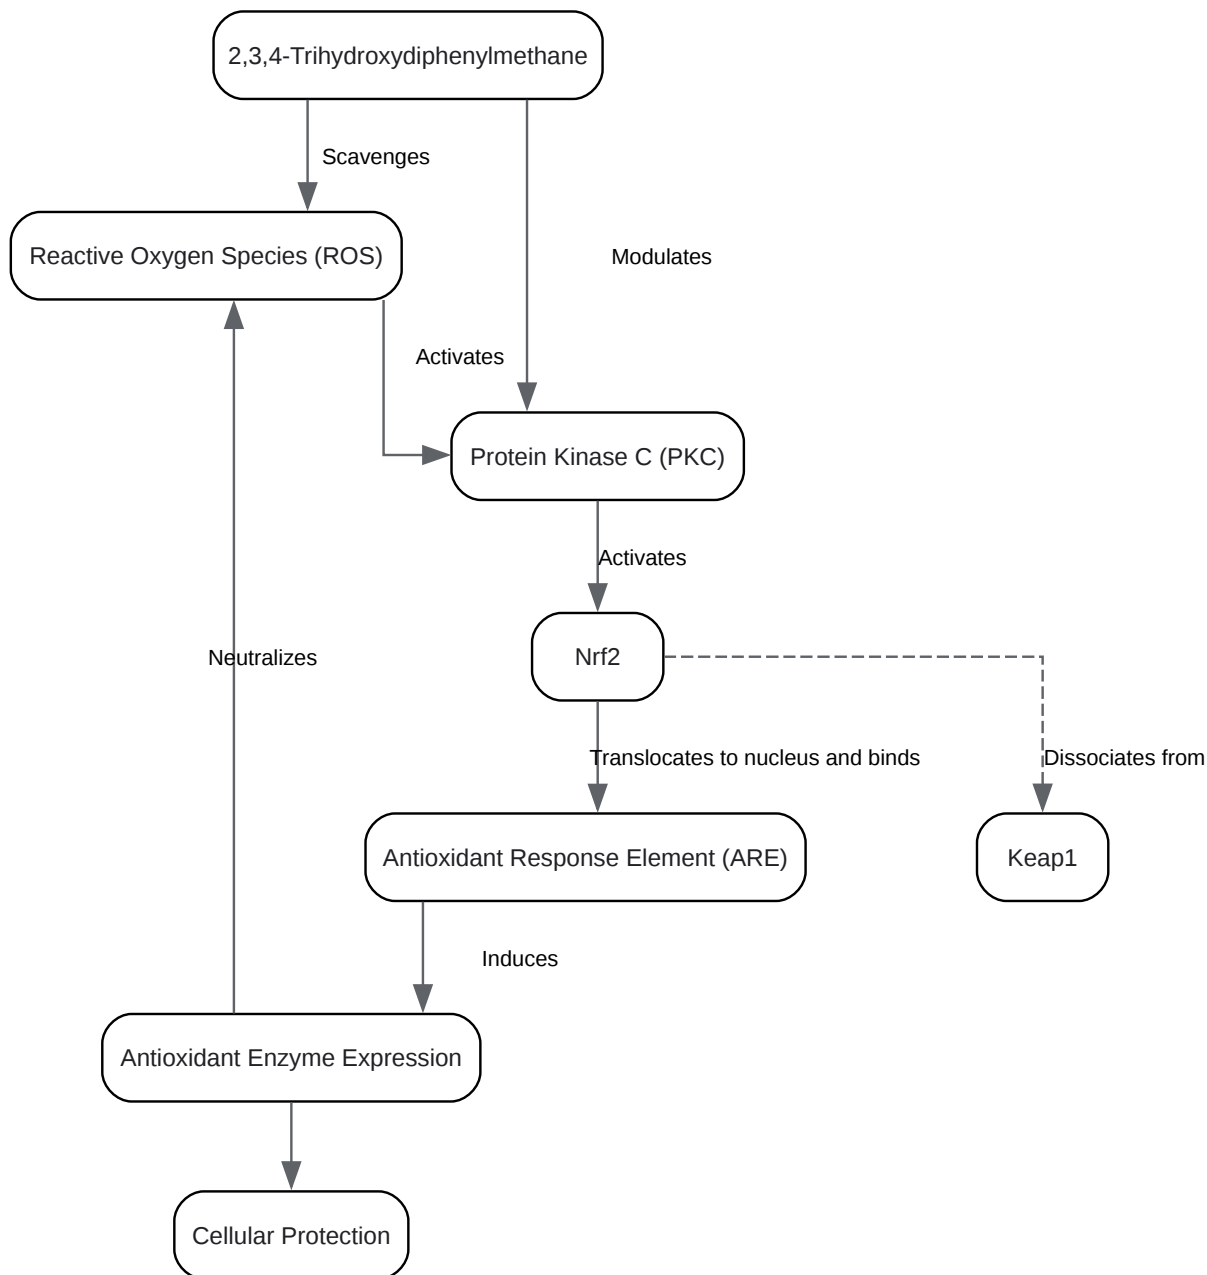 2,3,4-Trihydroxydiphenylmethane
Scavenges
Reactive Oxygen Species (ROS)
Modulates
Activates
Protein Kinase C (PKC)
Activates
Nrf2
Neutralizes
Translocates to nucleus and binds
Dissociates from
Antioxidant Response Element (ARE)
Keap1
Induces
Antioxidant Enzyme Expression
Cellular Protection